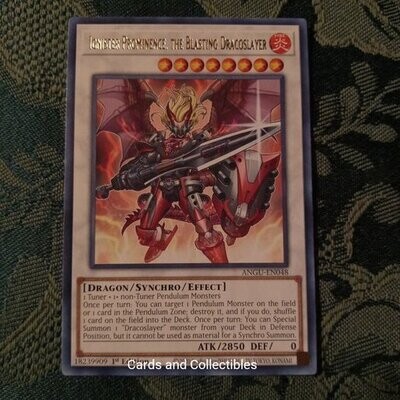 IGNISTER PROMINENCE, THE BLASTING DRACOSLAYER
炎
ANGU-EN048
[DRAGON/SYNCHRO/EFFECT]
1 Tuner + 1+ non-Tuner Pendulum Monsters
Once per turn: You can target 1 Pendulum Monster on the field
or 1 card in the Pendulum Zone; destroy it, and if you do, shuffle
1 card on the field into the Deck. Once per turn: You can Special
Summon 1 "Dracoslayer" monster from your Deck in Defense
Position, but it cannot be used as material for a Synchro Summon.
ATK/2850 DEF/ 0
18239909 1st E
TOKYO, KONAMI
Cards and Collectibles